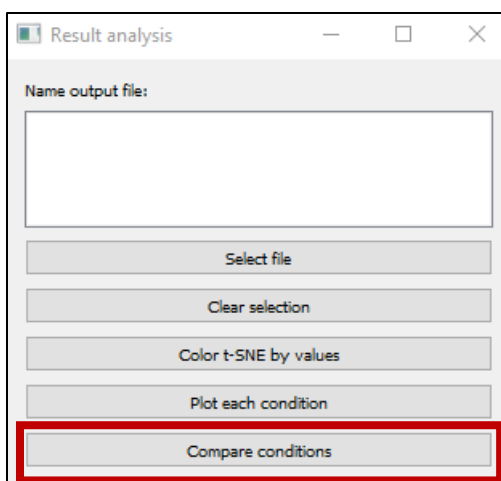 Result analysis
Name output file:
Select file
Clear selection
Color t-SNE by values
Plot each condition
Compare conditions